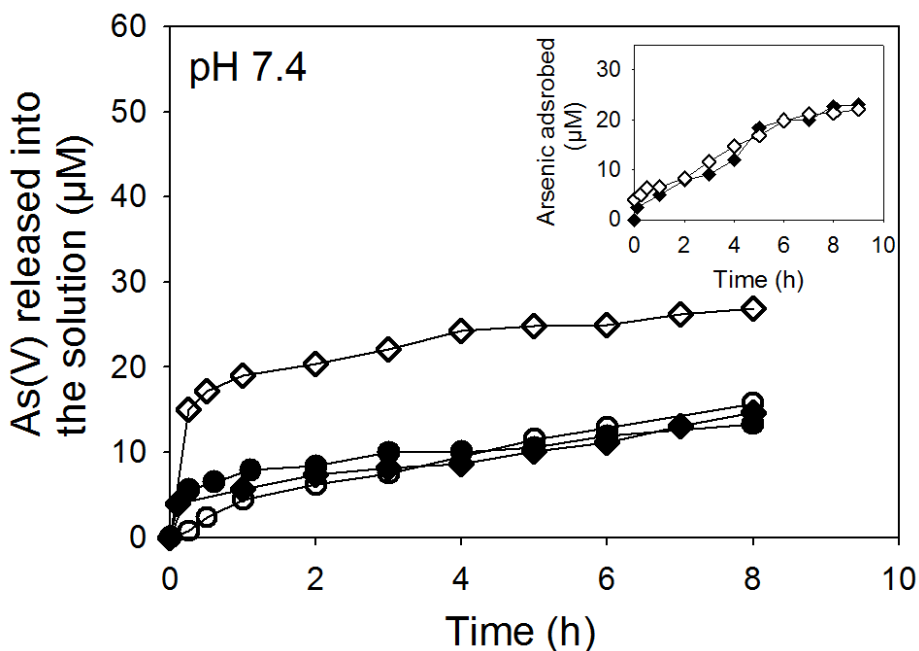 pH 7.4
As(V) released into
the solution (µM)
60
50
40
30
20
10
0
0 2 4 6 8 10
Time (h)
Arsenic adsrobed
(µM)
30
20
10
0
0 2 4 6 8 10
Time (h)